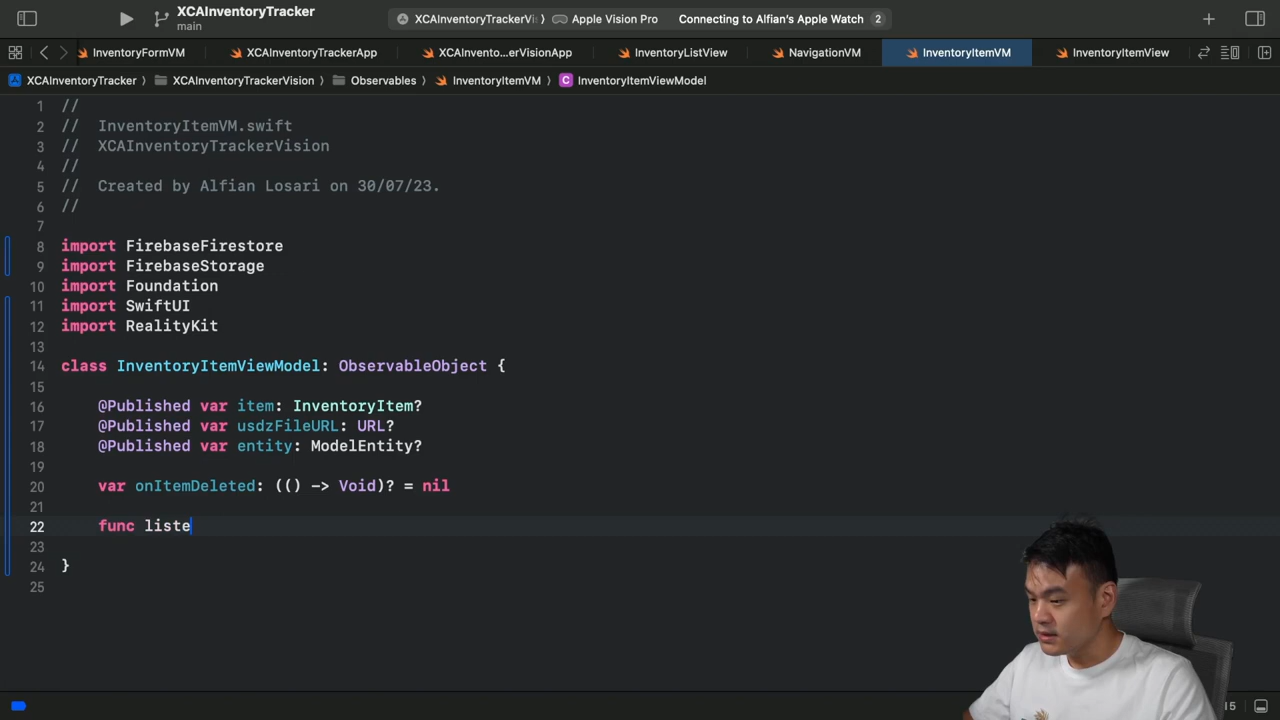 XCAInventoryTracker
main
XCAInventoryTrackerVi
Apple Vision Pro
Connecting to Alfian's Apple Watch
2
InventoryFormVM
XCAInventoryTrackerApp
XCAInvento...erVisionApp
InventoryListView
NavigationVM
InventoryItemVM
InventoryItemView
XCAInventoryTracker
XCAInventoryTrackerVision
Observables
InventoryItemVM
C InventoryItemViewModel
1 //
2 //  InventoryItemVM.swift
3 //  XCAInventoryTrackerVision
4 //
5 //  Created by Alfian Losari on 30/07/23.
6 //
7
8 import FirebaseFirestore
9 import FirebaseStorage
10 import Foundation
11 import SwiftUI
12 import RealityKit
13
14 class InventoryItemViewModel: ObservableObject {
15
16     @Published var item: InventoryItem?
17     @Published var usdzFileURL: URL?
18     @Published var entity: ModelEntity?
19
20     var onItemDeleted: (() -> Void)? = nil
21
22     func liste
23
24 }
25